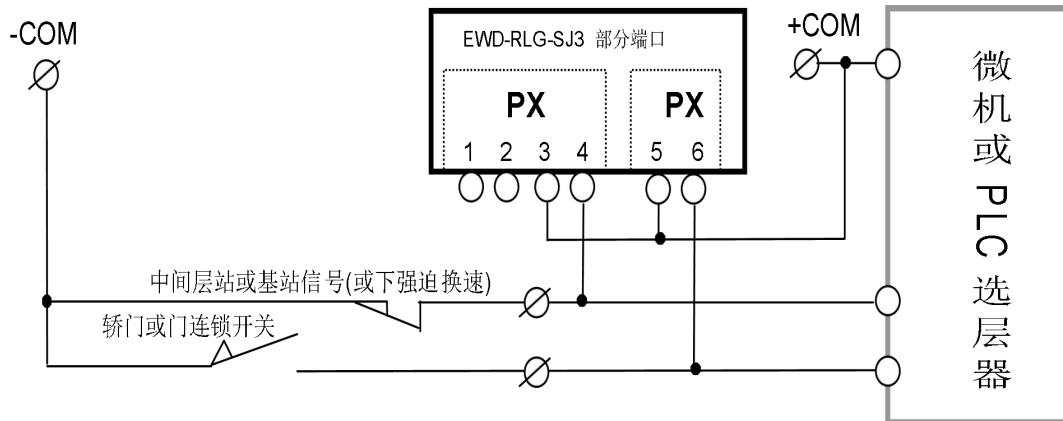 -COM
EWD-RLG-SJ3 部分端口
+COM
PX
PX
1 2 3 4 5 6
中间层站或基站信号(或下强迫换速)
轿门或门连锁开关
微机或 PLC 选层器